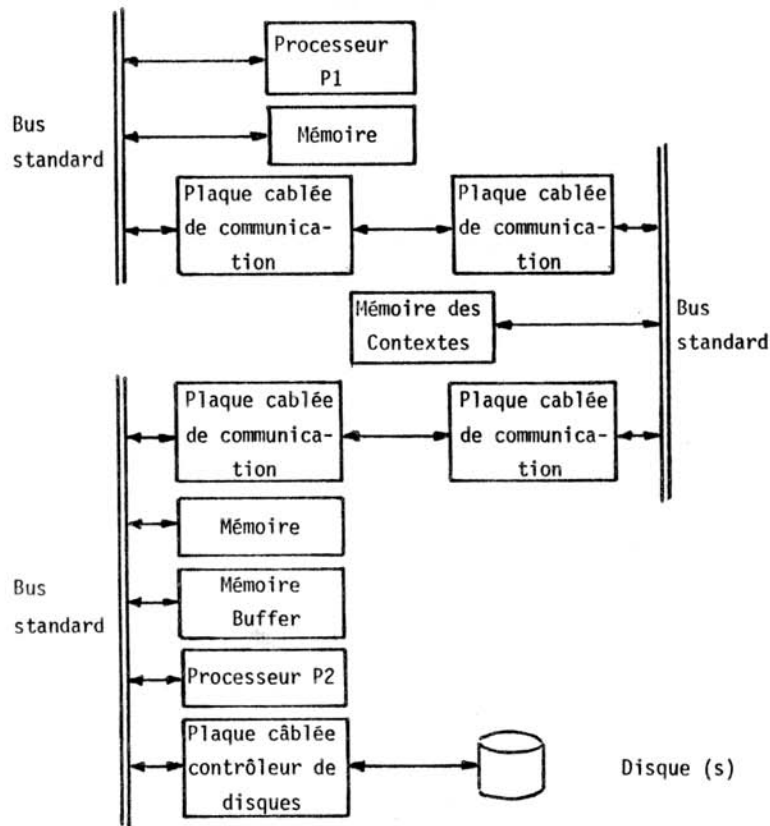 Processeur
P1
Bus
standard
Mémoire
Plaque cablée
de communica-
tion
Plaque cablée
de communica-
tion
Mémoire des
Contextes
Bus
standard
Plaque cablée
de communica-
tion
Plaque cablée
de communica-
tion
Mémoire
Bus
standard
Mémoire
Buffer
Processeur P2
Plaque câblée
contrôleur de
disques
Disque (s)